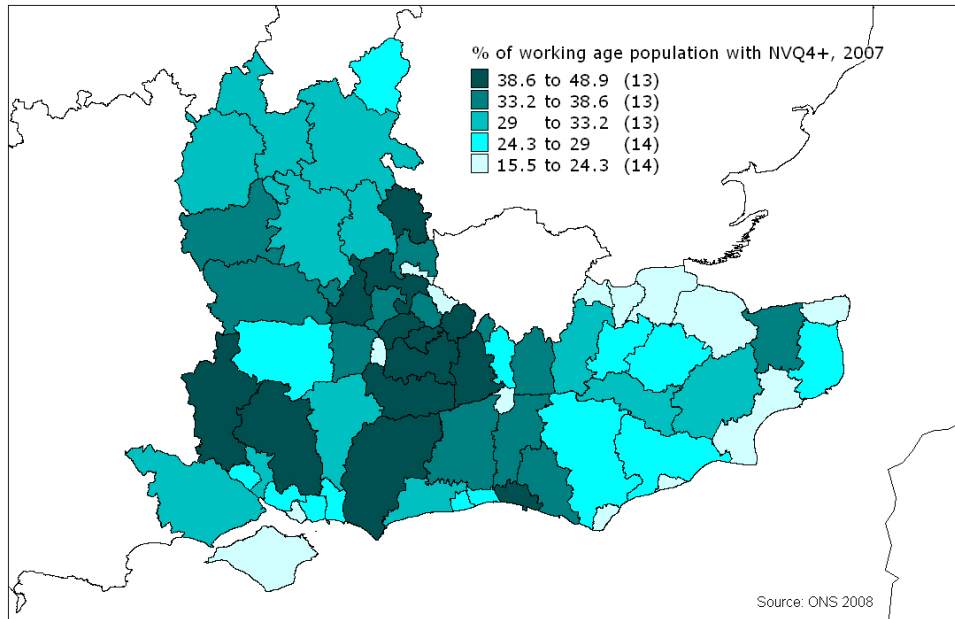 % of working age population with NVQ4+, 2007
38.6 to 48.9 (13)
33.2 to 38.6 (13)
29 to 33.2 (13)
24.3 to 29 (14)
15.5 to 24.3 (14)
Source: ONS 2008